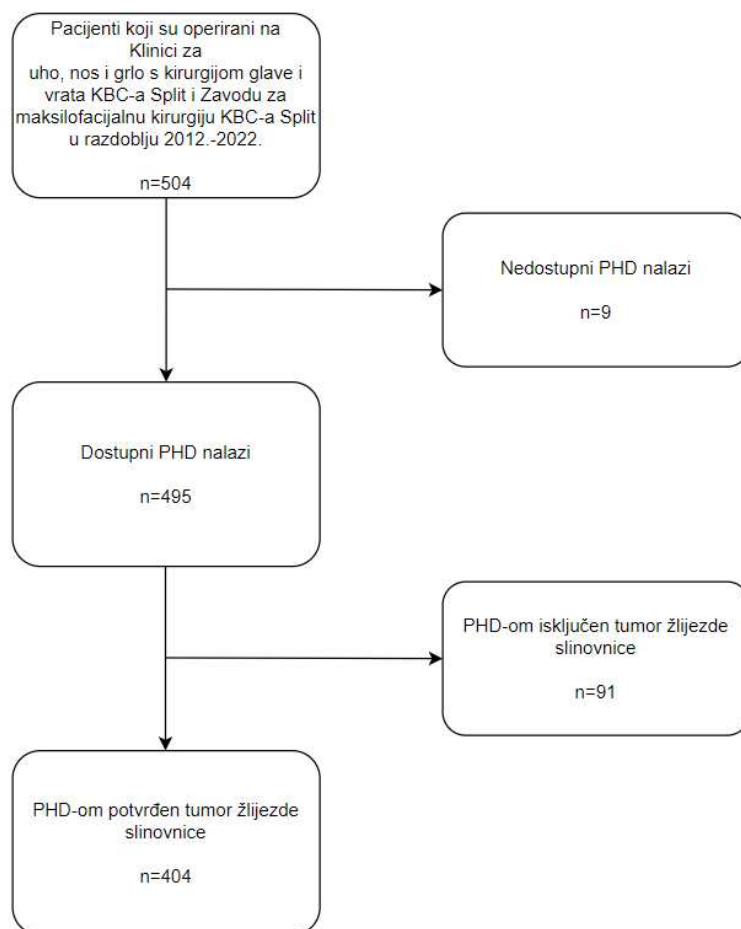 Pacijenti koji su operirani na
Klinici za
uho, nos i grlo s kirurgijom glave i
vrata KBC-a Split i Zavodu za
maksilofacijalnu kirurgiju KBC-a Split
u razdoblju 2012.-2022.
n=504
Nedostupni PHD nalazi
n=9
Dostupni PHD nalazi
n=495
PHD-om isključen tumor žlijezde
slinovnice
n=91
PHD-om potvrđen tumor žlijezde
slinovnice
n=404